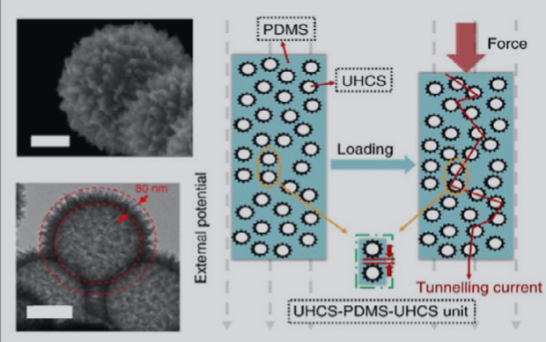 80 nm
External potential
PDMS
UHCS
Loading
Force
Tunnelling current
UHCS-PDMS-UHCS unit